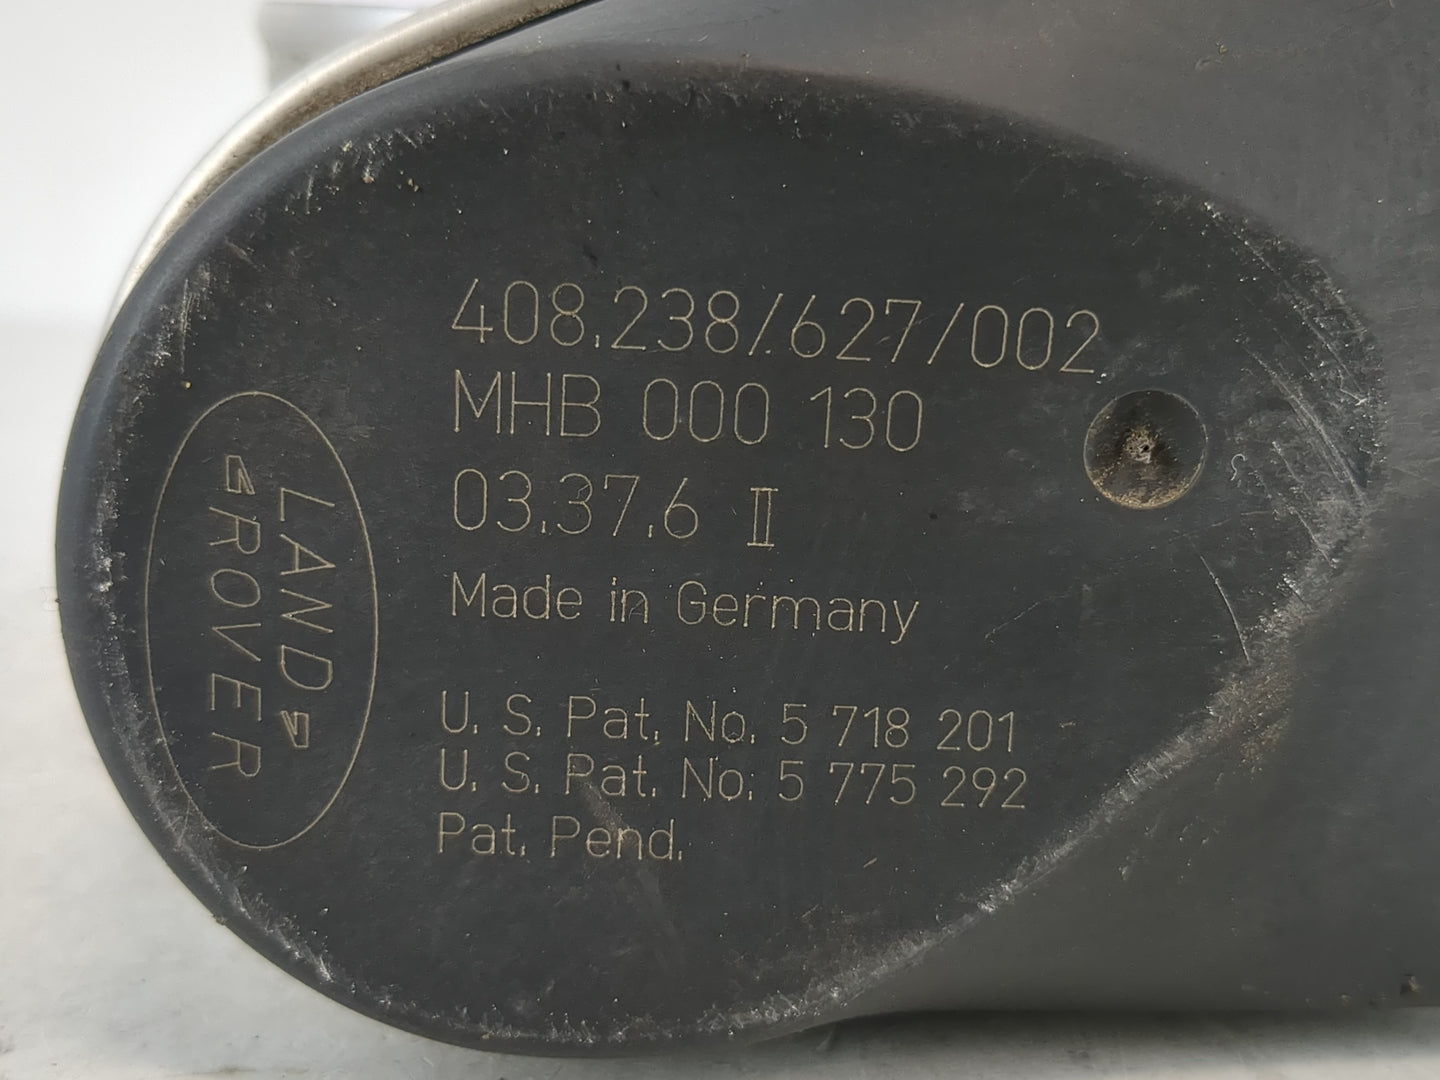 408.238/627/002
MHB 000 130
03.37.6 II
Made in Germany
U. S. Pat. No. 5 718 201
U. S. Pat. No. 5 775 292
Pat. Pend.
LAND
ROVER